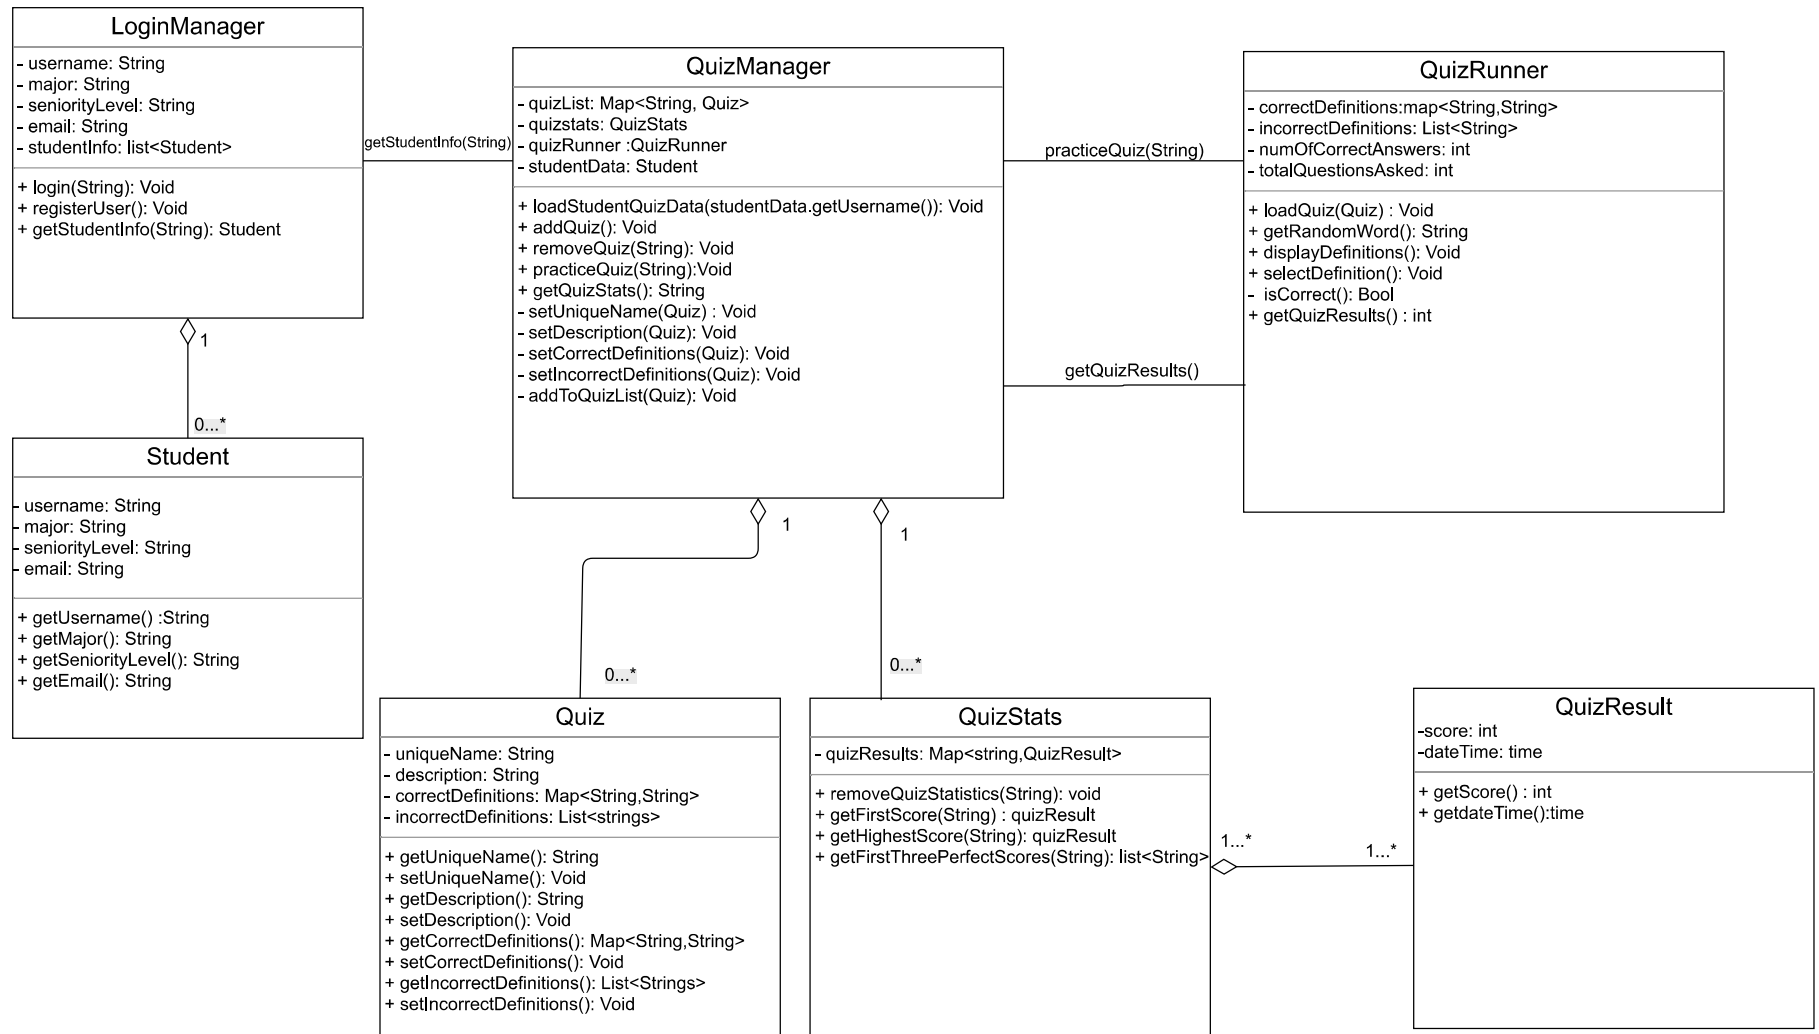 LoginManager
- username: String
- major: String
- seniorityLevel: String
- email: String
- studentInfo: list<Student>
+ login(String): Void
+ registerUser(): Void
+ getStudentInfo(String): Student
1
0...*
Student
- username: String
- major: String
- seniorityLevel: String
- email: String
+ getUsername() :String
+ getMajor(): String
+ getSeniorityLevel(): String
+ getEmail(): String
getStudentInfo(String)
QuizManager
- quizList: Map<String, Quiz>
- quizstats: QuizStats
- quizRunner :QuizRunner
- studentData: Student
+ loadStudentQuizData(studentData.getUsername()): Void
+ addQuiz(): Void
+ removeQuiz(String): Void
+ practiceQuiz(String):Void
+ getQuizStats(): String
- setUniqueName(Quiz) : Void
- setDescription(Quiz): Void
- setCorrectDefinitions(Quiz): Void
- setIncorrectDefinitions(Quiz): Void
- addToQuizList(Quiz): Void
practiceQuiz(String)
getQuizResults()
QuizRunner
- correctDefinitions:map<String,String>
- incorrectDefinitions: List<String>
- numOfCorrectAnswers: int
- totalQuestionsAsked: int
+ loadQuiz(Quiz) : Void
+ getRandomWord(): String
+ displayDefinitions(): Void
+ selectDefinition(): Void
- isCorrect(): Bool
+ getQuizResults() : int
1
0...*
1
0...*
Quiz
- uniqueName: String
- description: String
- correctDefinitions: Map<String,String>
- incorrectDefinitions: List<strings>
+ getUniqueName(): String
+ setUniqueName(): Void
+ getDescription(): String
+ setDescription(): Void
+ getCorrectDefinitions(): Map<String,String>
+ setCorrectDefinitions(): Void
+ getIncorrectDefinitions(): List<Strings>
+ setIncorrectDefinitions(): Void
QuizStats
- quizResults: Map<string,QuizResult>
+ removeQuizStatistics(String): void
+ getFirstScore(String) : quizResult
+ getHighestScore(String): quizResult
+ getFirstThreePerfectScores(String): list<String>
1...*
1...*
QuizResult
-score: int
-dateTime: time
+ getScore() : int
+ getdateTime():time